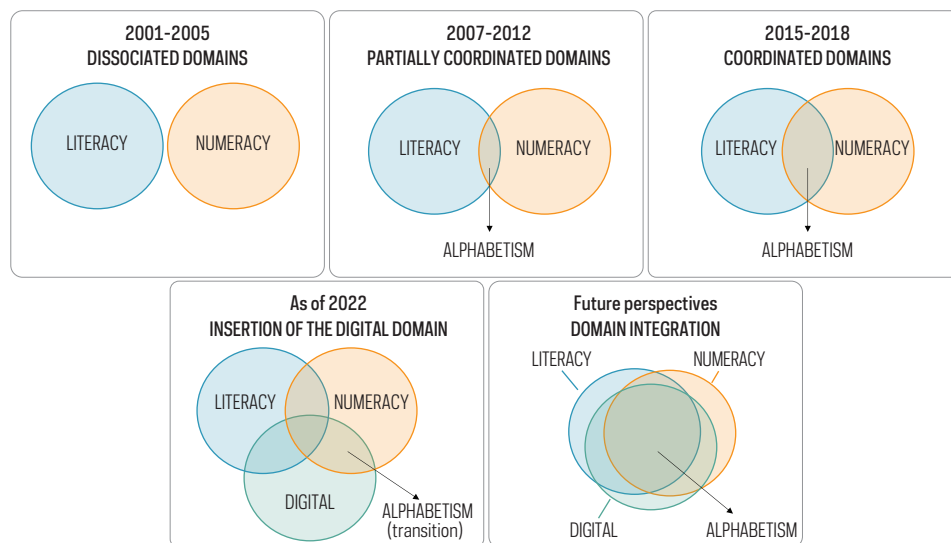 2001-2005
DISSOCIATED DOMAINS
LITERACY
NUMERACY
2007-2012
PARTIALLY COORDINATED DOMAINS
LITERACY
NUMERACY
ALPHABETISM
2015-2018
COORDINATED DOMAINS
LITERACY
NUMERACY
ALPHABETISM
As of 2022
INSERTION OF THE DIGITAL DOMAIN
LITERACY
NUMERACY
DIGITAL
ALPHABETISM
(transition)
Future perspectives
DOMAIN INTEGRATION
LITERACY
NUMERACY
DIGITAL
ALPHABETISM